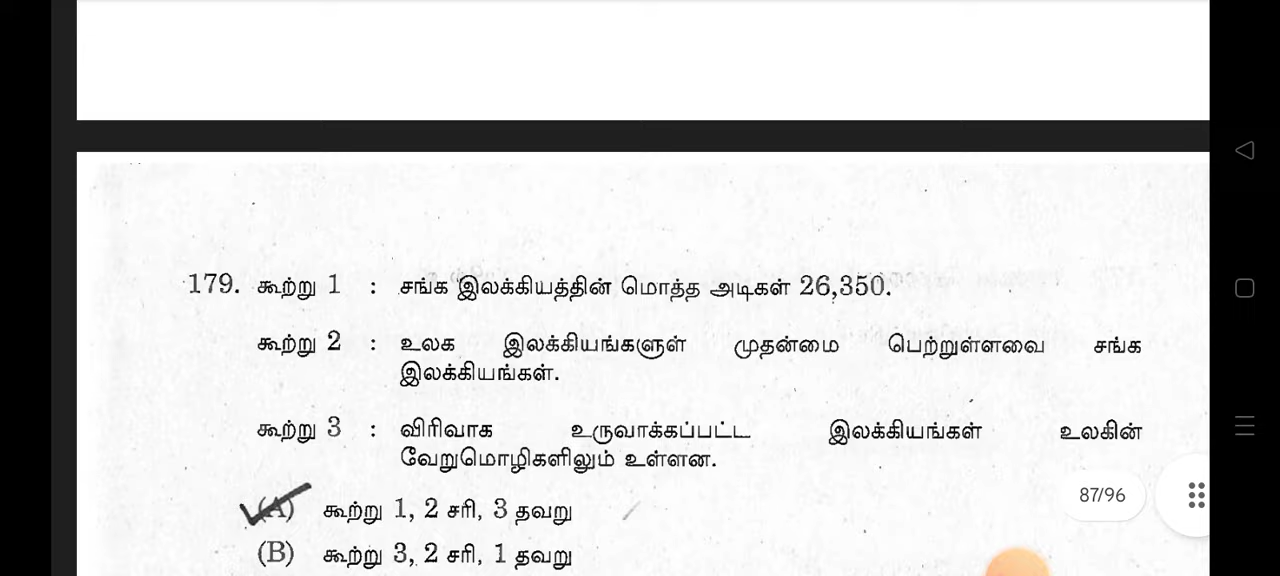 179. கூற்று 1 : சங்க இலக்கியத்தின் மொத்த அடிகள் 26,350.
கூற்று 2 : உலக இலக்கியங்களுள் முதன்மை பெற்றுள்ளவை சங்க
இலக்கியங்கள்.
கூற்று 3 : விரிவாக உருவாக்கப்பட்ட இலக்கியங்கள் உலகின்
வேறுமொழிகளிலும் உள்ளன.
(A) கூற்று 1, 2 சரி, 3 தவறு
87/96
(B) கூற்று 3, 2 சரி, 1 தவறு